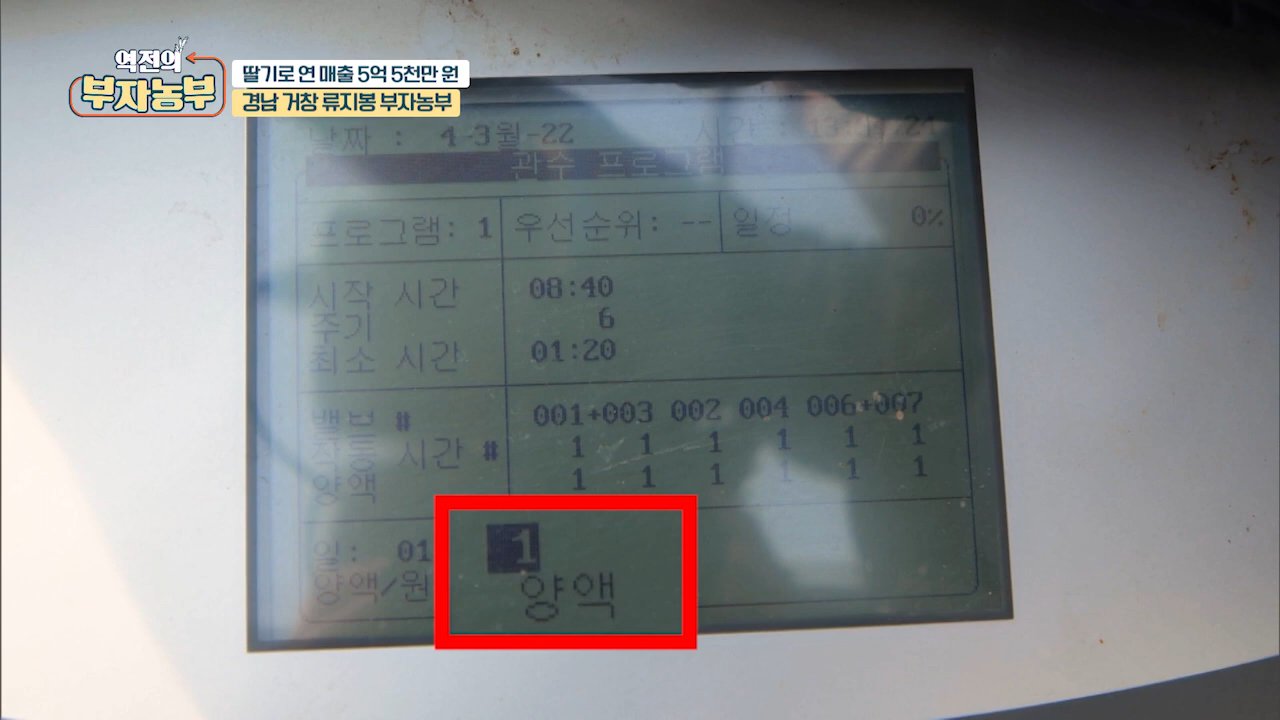 역전의
부자농부
딸기로 연 매출 5억 5천만 원
경남 거창 류지봉 부자농부
날짜 : 4-3월-22 시간 :
관수 프로그램
프로그램: 1 우선순위: -- 일정 0%
시작 시간 08:40
주기 6
최소 시간 01:20
밸브 # 001+003 002 004 006+007
작동 시간 # 1 1 1 1 1 1
양액 1 1 1 1 1 1
일: 01 1
양액/원 양액